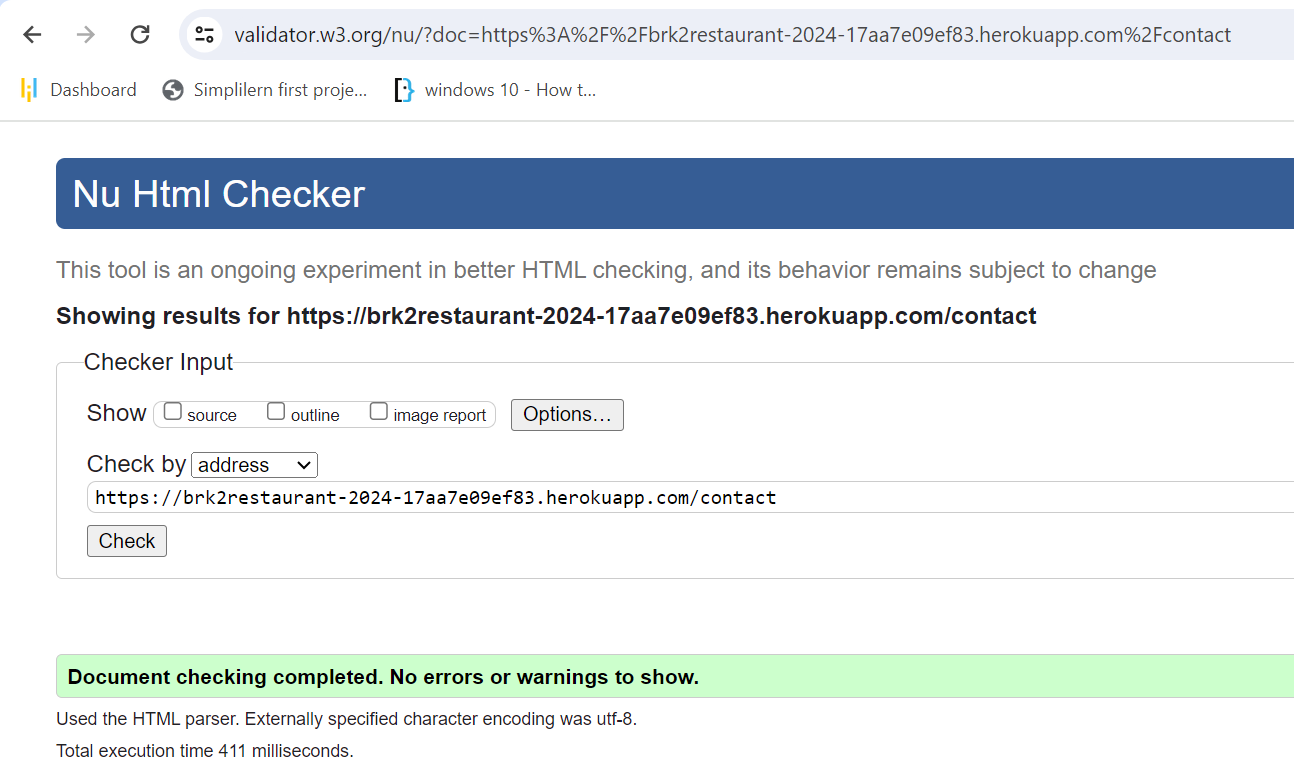 validator.w3.org/nu/?doc=https%3A%2F%2Fbrk2restaurant-2024-17aa7e09ef83.herokuapp.com%2Fcontact
Dashboard Simplilern first proje... windows 10 - How t...
Nu Html Checker
This tool is an ongoing experiment in better HTML checking, and its behavior remains subject to change
Showing results for https://brk2restaurant-2024-17aa7e09ef83.herokuapp.com/contact
Checker Input
Show source outline image report Options...
Check by address
https://brk2restaurant-2024-17aa7e09ef83.herokuapp.com/contact
Check
Document checking completed. No errors or warnings to show.
Used the HTML parser. Externally specified character encoding was utf-8.
Total execution time 411 milliseconds.